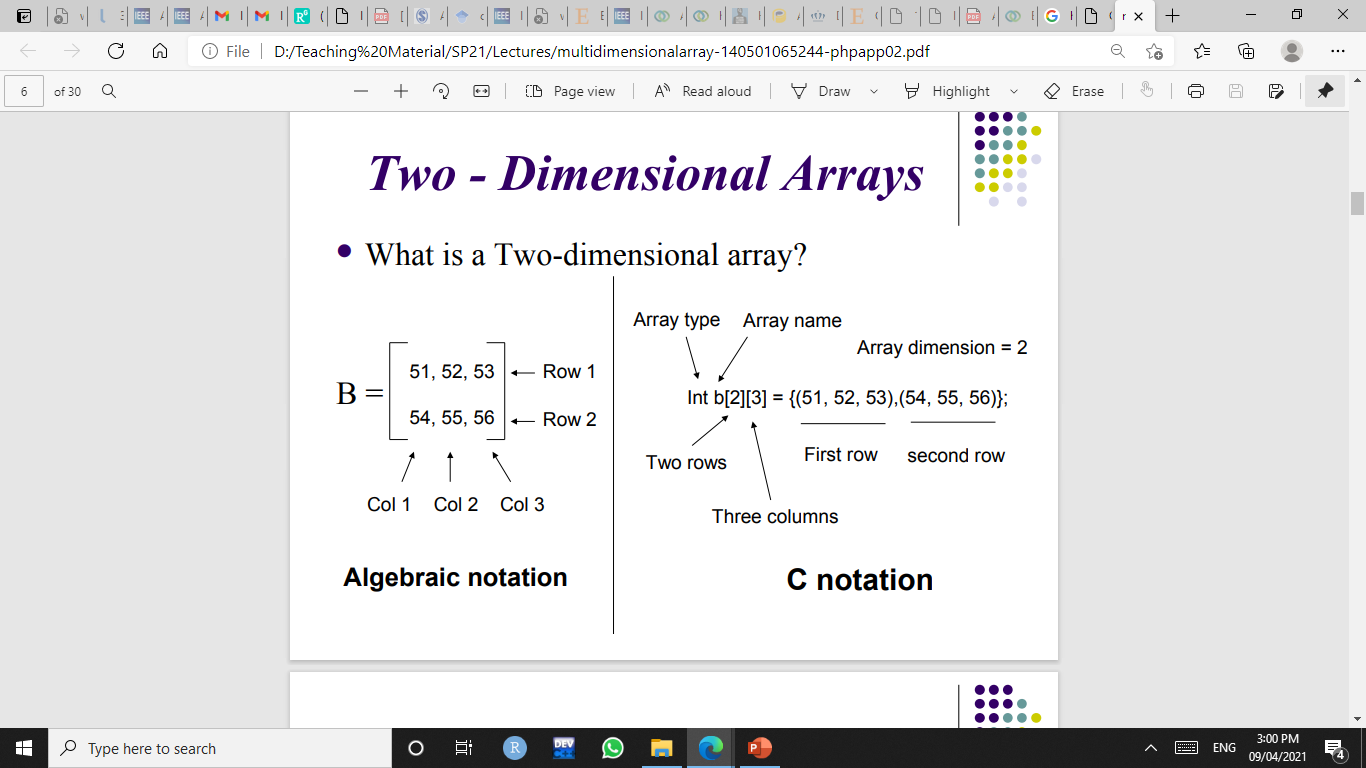 File D:/Teaching%20Material/SP21/Lectures/multidimensionalarray-140501065244-phpapp02.pdf
6 of 30 Page view Read aloud Draw Highlight Erase
Two - Dimensional Arrays
What is a Two-dimensional array?
B =
51, 52, 53 Row 1
54, 55, 56 Row 2
Col 1 Col 2 Col 3
Algebraic notation
Array type Array name
Array dimension = 2
Int b[2][3] = {(51, 52, 53),(54, 55, 56)};
Two rows First row second row
Three columns
C notation
Type here to search
R
DEV
ENG
3:00 PM
09/04/2021
4